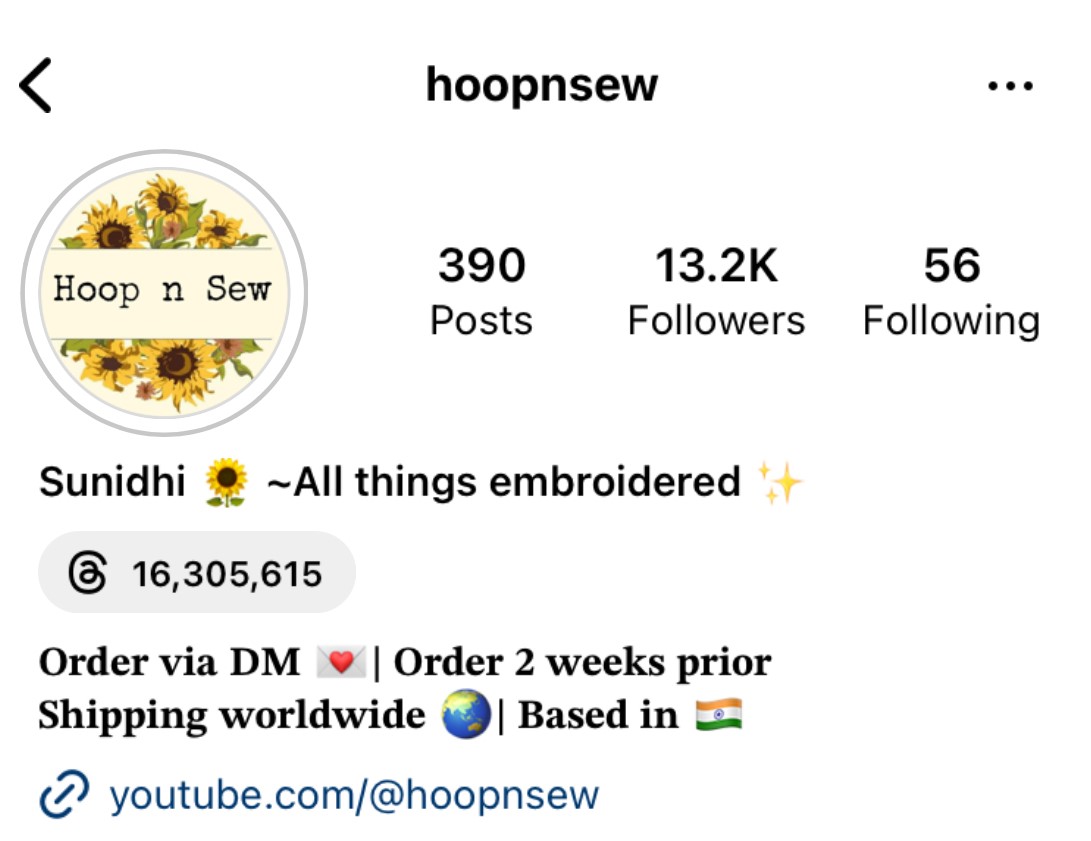 hoopnsew
Hoop n Sew
390
Posts
13.2K
Followers
56
Following
Sunidhi 🌻 ~All things embroidered ✨
16,305,615
Order via DM 💌| Order 2 weeks prior
Shipping worldwide 🌏| Based in 🇮🇳
youtube.com/@hoopnsew